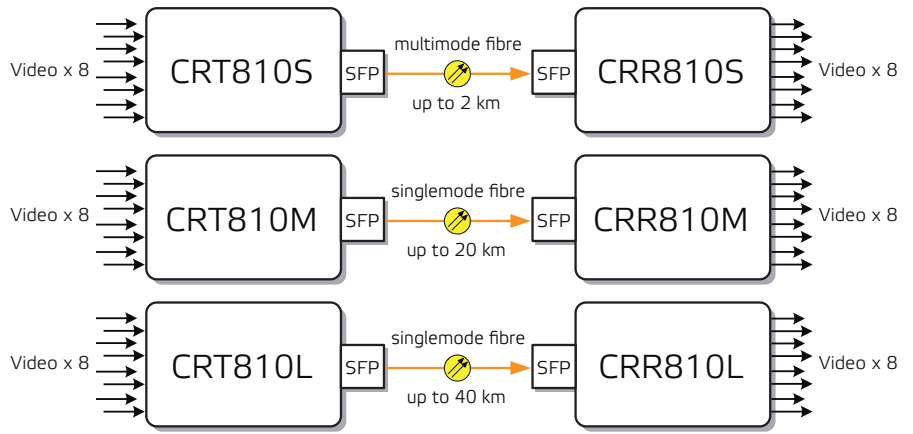 multimode fibre
Video x 8 CRT810S SFP SFP CRR810S Video x 8
up to 2 km
singlemode fibre
Video x 8 CRT810M SFP SFP CRR810M Video x 8
up to 20 km
singlemode fibre
Video x 8 CRT810L SFP SFP CRR810L Video x 8
up to 40 km